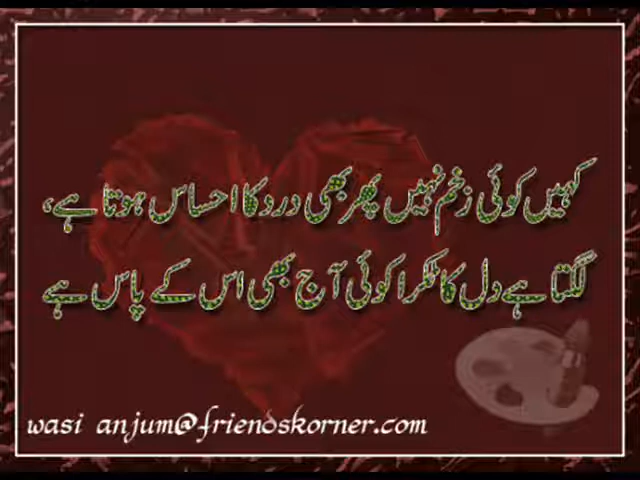 کہیں کوئی زخم نہیں پھر بھی درد کا احساس ہوتا ہے،
لگتا ہے دل کا ٹکرا کوئی آج بھی اس کے پاس ہے
wasi anjum@friendskorner.com